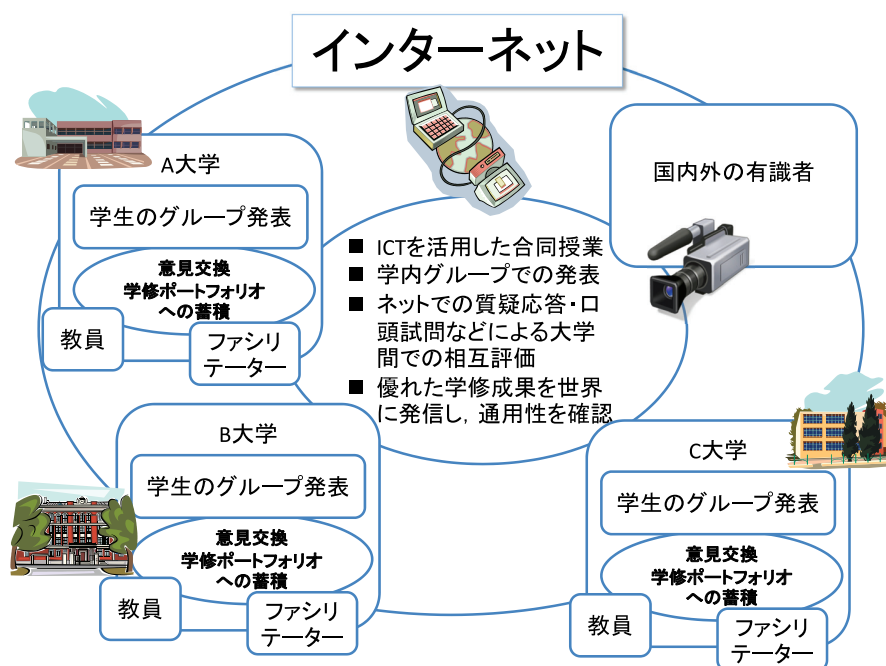 インターネット
A大学
学生のグループ発表
意見交換
学修ポートフォリオ
への蓄積
教員
ファシリ
テーター
国内外の有識者
■ ICTを活用した合同授業
■ 学内グループでの発表
■ ネットでの質疑応答・口
頭試問などによる大学
間での相互評価
■ 優れた学修成果を世界
に発信し，通用性を確認
B大学
学生のグループ発表
意見交換
学修ポートフォリオ
への蓄積
教員
ファシリ
テーター
C大学
学生のグループ発表
意見交換
学修ポートフォリオ
への蓄積
教員
ファシリ
テーター